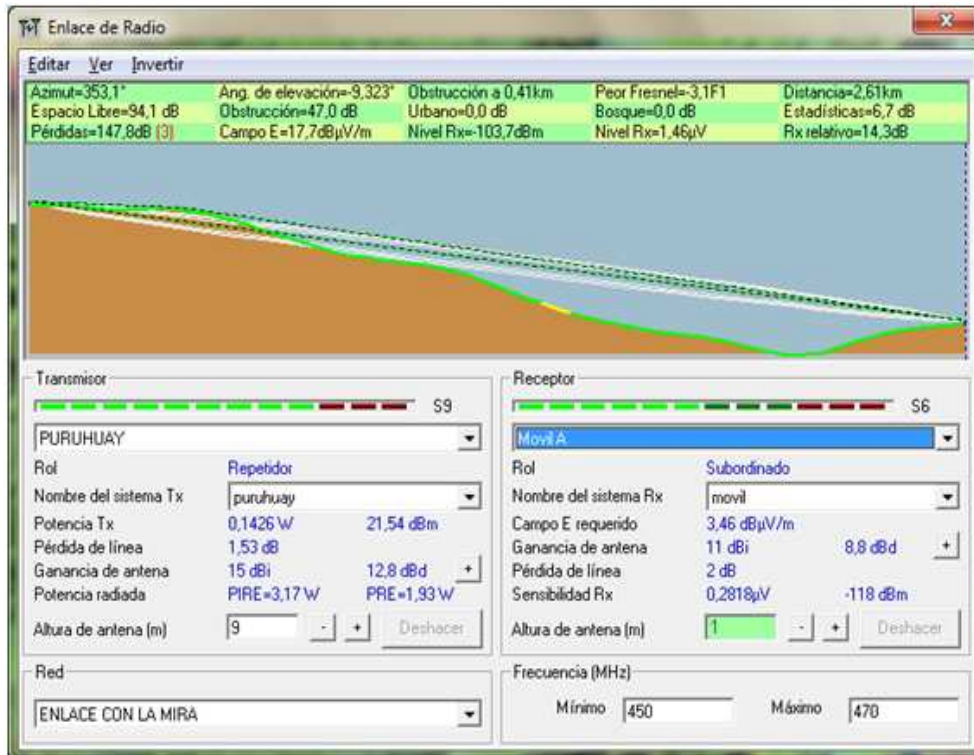 Enlace de Radio
Editar Ver Invertir
Azimut=353,1° Ang. de elevación=-9,323° Obstrucción a 0,41km Peor Fresnel=-3,1F1 Distancia=2,61km
Espacio Libre=94,1 dB Obstrucción=47,0 dB Urbano=0,0 dB Bosque=0,0 dB Estadísticas=6,7 dB
Pérdidas=147,8dB (3) Campo E=17,7dBµV/m Nivel Rx=-103,7dBm Nivel Rx=1,46µV Rx relativo=14,3dB
Transmisor
S9
PURUHUAY
Rol Repetidor
Nombre del sistema Tx puruhuay
Potencia Tx 0,1426 W 21,54 dBm
Pérdida de línea 1,53 dB
Ganancia de antena 15 dBi 12,8 dBd +
Potencia radiada PIRE=3,17 W PRE=1,93 W
Altura de antena (m) 9 - + Deshacer
Red
ENLACE CON LA MIRA
Receptor
S6
Movil A
Rol Subordinado
Nombre del sistema Rx movil
Campo E requerido 3,46 dBµV/m
Ganancia de antena 11 dBi 8,8 dBd +
Pérdida de línea 2 dB
Sensibilidad Rx 0,2818µV -118 dBm
Altura de antena (m) 1 - + Deshacer
Frecuencia (MHz)
Mínimo 450 Máximo 470